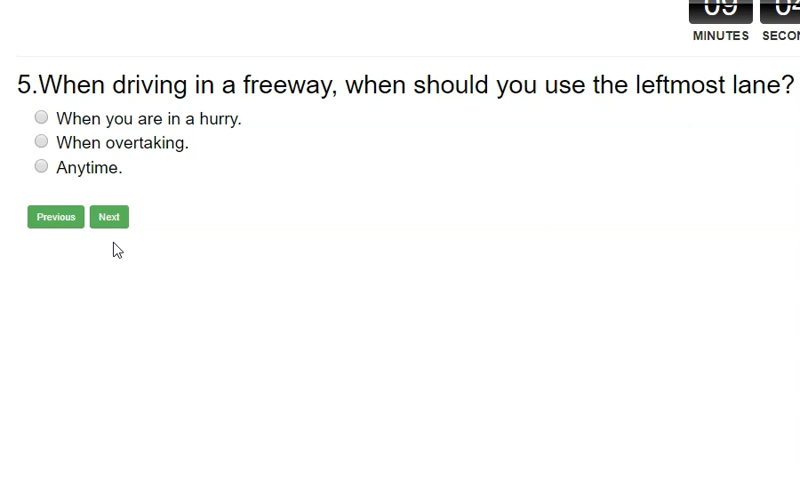 MINUTES
5.When driving in a freeway, when should you use the leftmost lane?
When you are in a hurry.
When overtaking.
Anytime.
Previous Next